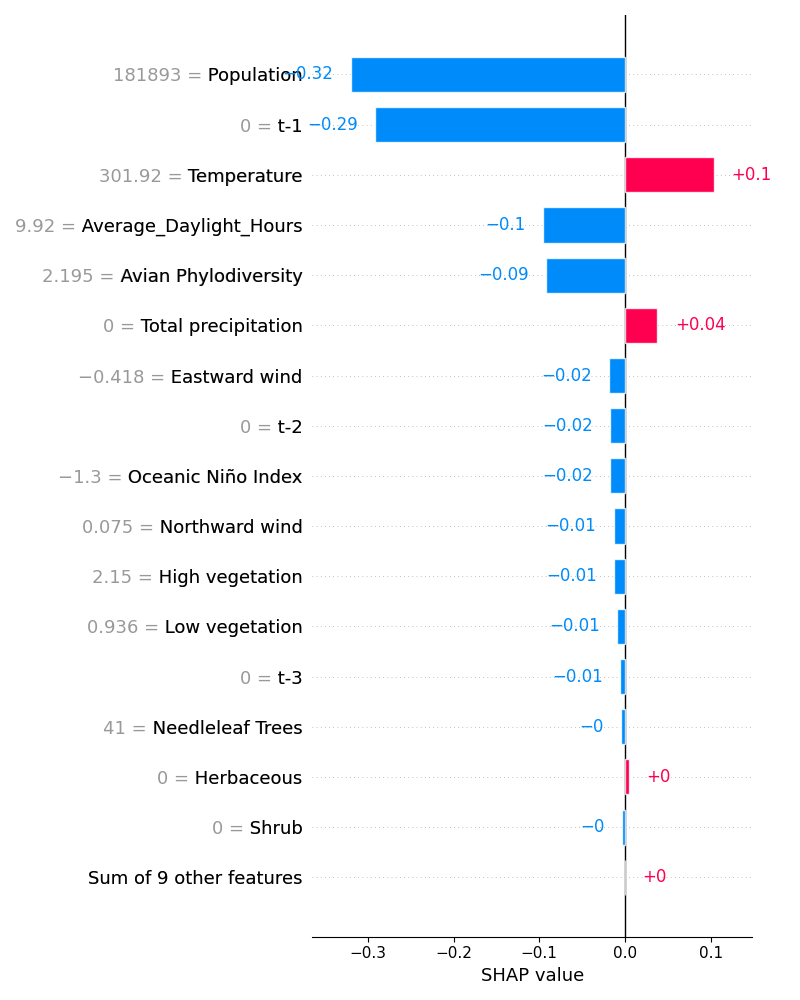 181893 = Population −0.32
0 = t-1 −0.29
301.92 = Temperature +0.1
9.92 = Average_Daylight_Hours −0.1
2.195 = Avian Phylodiversity −0.09
0 = Total precipitation +0.04
−0.418 = Eastward wind −0.02
0 = t-2 −0.02
−1.3 = Oceanic Niño Index −0.02
0.075 = Northward wind −0.01
2.15 = High vegetation −0.01
0.936 = Low vegetation −0.01
0 = t-3 −0.01
41 = Needleleaf Trees −0
0 = Herbaceous +0
0 = Shrub −0
Sum of 9 other features +0
−0.3 −0.2 −0.1 0.0 0.1
SHAP value